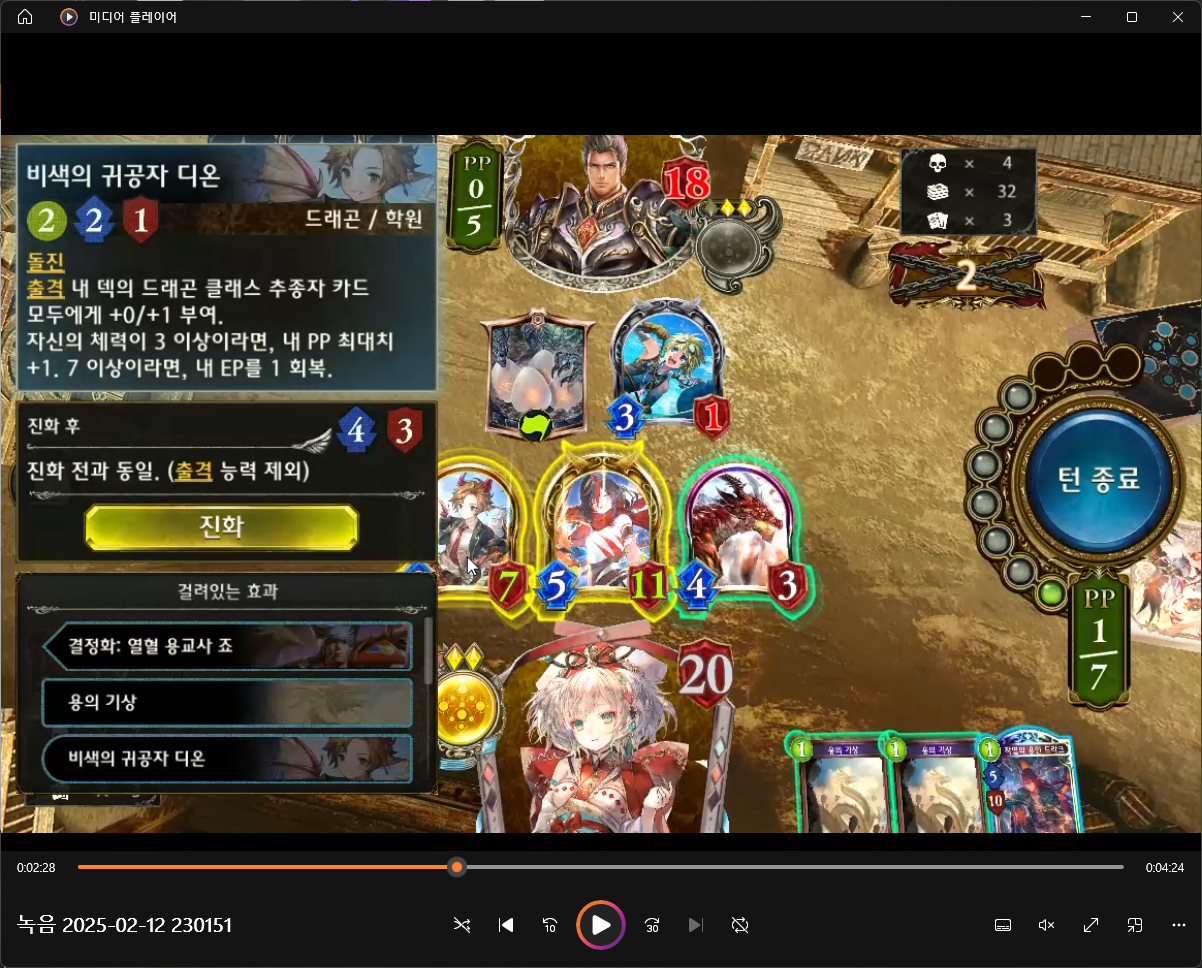 미디어 플레이어
비색의 귀공자 디온
2 2 1
드래곤 / 학원
돌진
출격 내 덱의 드래곤 클래스 추종자 카드
모두에게 +0/+1 부여.
자신의 체력이 3 이상이라면, 내 PP 최대치
+1. 7 이상이라면, 내 EP를 1 회복.
진화 후
4 3
진화 전과 동일. (출격 능력 제외)
진화
걸려있는 효과
결정화: 열혈 용교사 죠
용의 기상
비색의 귀공자 디온
PP
0
5
18
× 4
× 32
× 3
2
3 1
7 5 11 4 3
20
턴 종료
PP
1
7
1 용의 기상
1 용의 기상
1
5
10
0:02:28
0:04:24
녹음 2025-02-12 230151
10
30